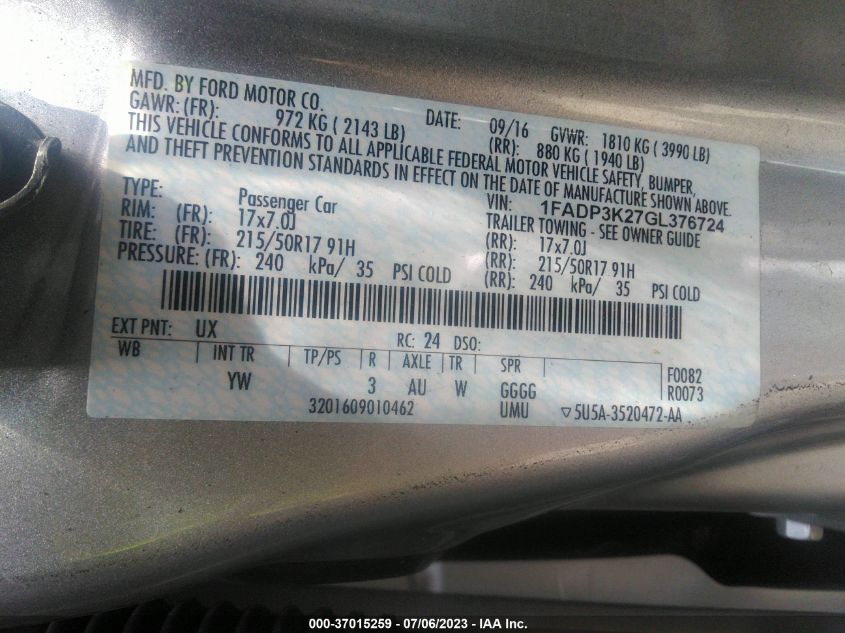 MFD. BY FORD MOTOR CO.
DATE: 09/16 GVWR: 1810 KG ( 3990 LB)
GAWR: (FR): 972 KG ( 2143 LB) (RR): 880 KG ( 1940 LB)
THIS VEHICLE CONFORMS TO ALL APPLICABLE FEDERAL MOTOR VEHICLE SAFETY, BUMPER,
AND THEFT PREVENTION STANDARDS IN EFFECT ON THE DATE OF MANUFACTURE SHOWN ABOVE.
VIN: 1FADP3K27GL376724
TYPE: Passenger Car TRAILER TOWING - SEE OWNER GUIDE
RIM: (FR): 17x7.0J (RR): 17x7.0J
TIRE: (FR): 215/50R17 91H (RR): 215/50R17 91H
PRESSURE: (FR): 240 kPa/ 35 PSI COLD (RR): 240 kPa/ 35 PSI COLD
EXT PNT: UX RC: 24 DSO:
WB INT TR TP/PS R AXLE TR SPR F0082
YW 3 AU W GGGG R0073
3201609010462 UMU ▽5U5A-3520472-AA
000-37015259 - 07/06/2023 - © IAA Inc.